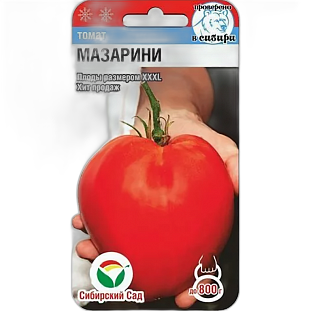 проверено
в сибири
ТОМАТ
МАЗАРИНИ
Плоды размером XXXL
Хит продаж
Сибирский Сад
до 800 г